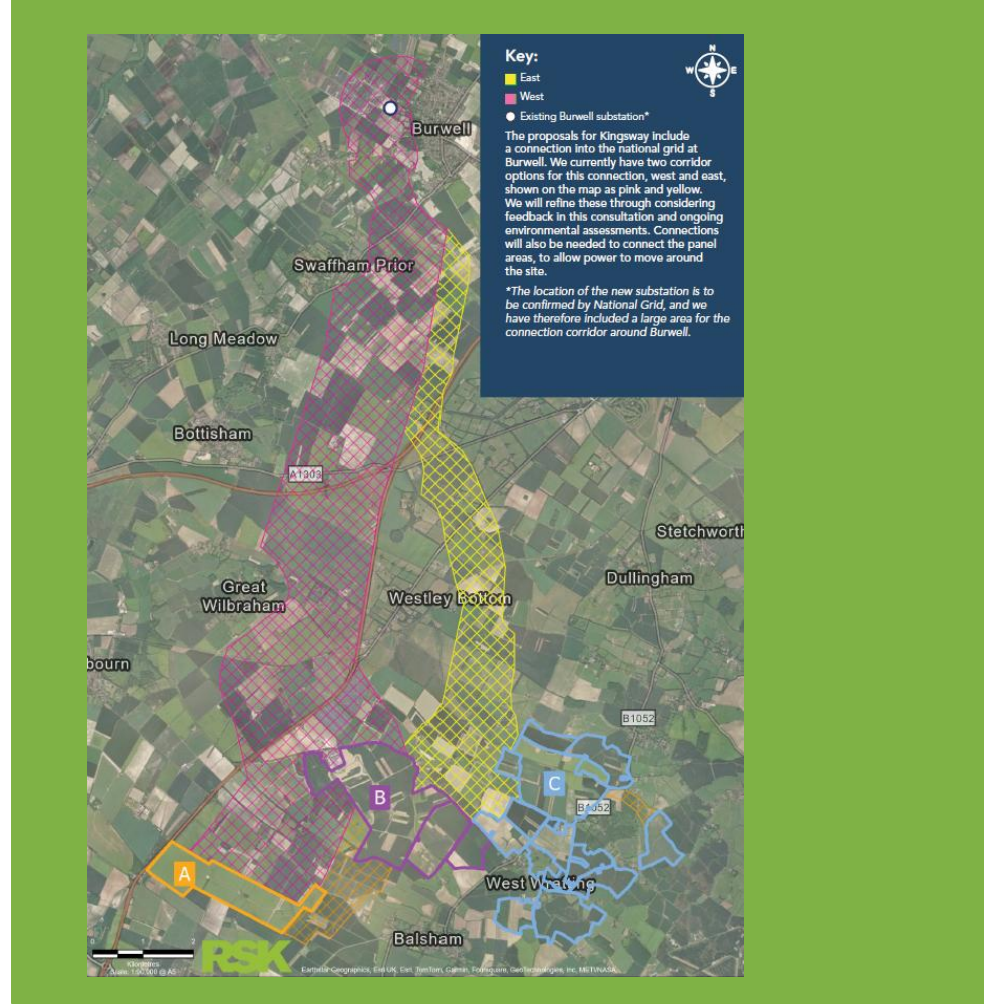 Key:
East
West
Existing Burwell substation*
The proposals for Kingsway include
a connection into the national grid at
Burwell. We currently have two corridor
options for this connection, west and east,
shown on the map as pink and yellow.
We will refine these through considering
feedback in this consultation and ongoing
environmental assessments. Connections
will also be needed to connect the panel
areas, to allow power to move around
the site.
*The location of the new substation is to
be confirmed by National Grid, and we
have therefore included a large area for the
connection corridor around Burwell.
N
W
E
S
Burwell
Swaffham Prior
Long Meadow
Bottisham
A1303
Stetchworth
Dullingham
Great
Wilbraham
Westley Bottom
bourn
B1052
B
C
B1052
A
West Wratting
Balsham
0 1 2
Kilometres
RSK
Earthstar Geographics, Esri UK, Esri, TomTom, Garmin, Foursquare, GeoTechnologies, Inc, METI/NASA